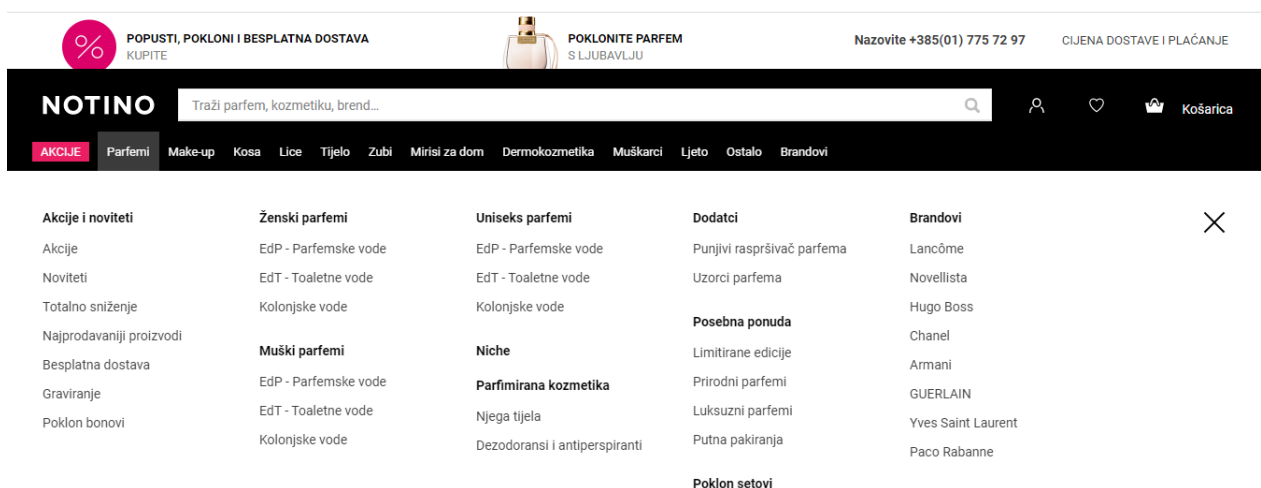 POPUSTI, POKLONI I BESPLATNA DOSTAVA
KUPITE
POKLONITE PARFEM
S LJUBAVLJU
Nazovite +385(01) 775 72 97
CIJENA DOSTAVE I PLAĆANJE
NOTINO
Traži parfem, kozmetiku, brend...
Košarica
AKCIJE Parfemi Make-up Kosa Lice Tijelo Zubi Mirisi za dom Dermokozmetika Muškarci Ljeto Ostalo Brandovi
Akcije i noviteti
Akcije
Noviteti
Totalno sniženje
Najprodavaniji proizvodi
Besplatna dostava
Graviranje
Poklon bonovi
Ženski parfemi
EdP - Parfemske vode
EdT - Toaletne vode
Kolonjske vode
Muški parfemi
EdP - Parfemske vode
EdT - Toaletne vode
Kolonjske vode
Uniseks parfemi
EdP - Parfemske vode
EdT - Toaletne vode
Kolonjske vode
Niche
Parfimirana kozmetika
Njega tijela
Dezodoransi i antiperspiranti
Dodatci
Punjivi raspršivač parfema
Uzorci parfema
Posebna ponuda
Limitirane edicije
Prirodni parfemi
Luksuzni parfemi
Putna pakiranja
Poklon setovi
Brandovi
Lancôme
Novellista
Hugo Boss
Chanel
Armani
GUERLAIN
Yves Saint Laurent
Paco Rabanne